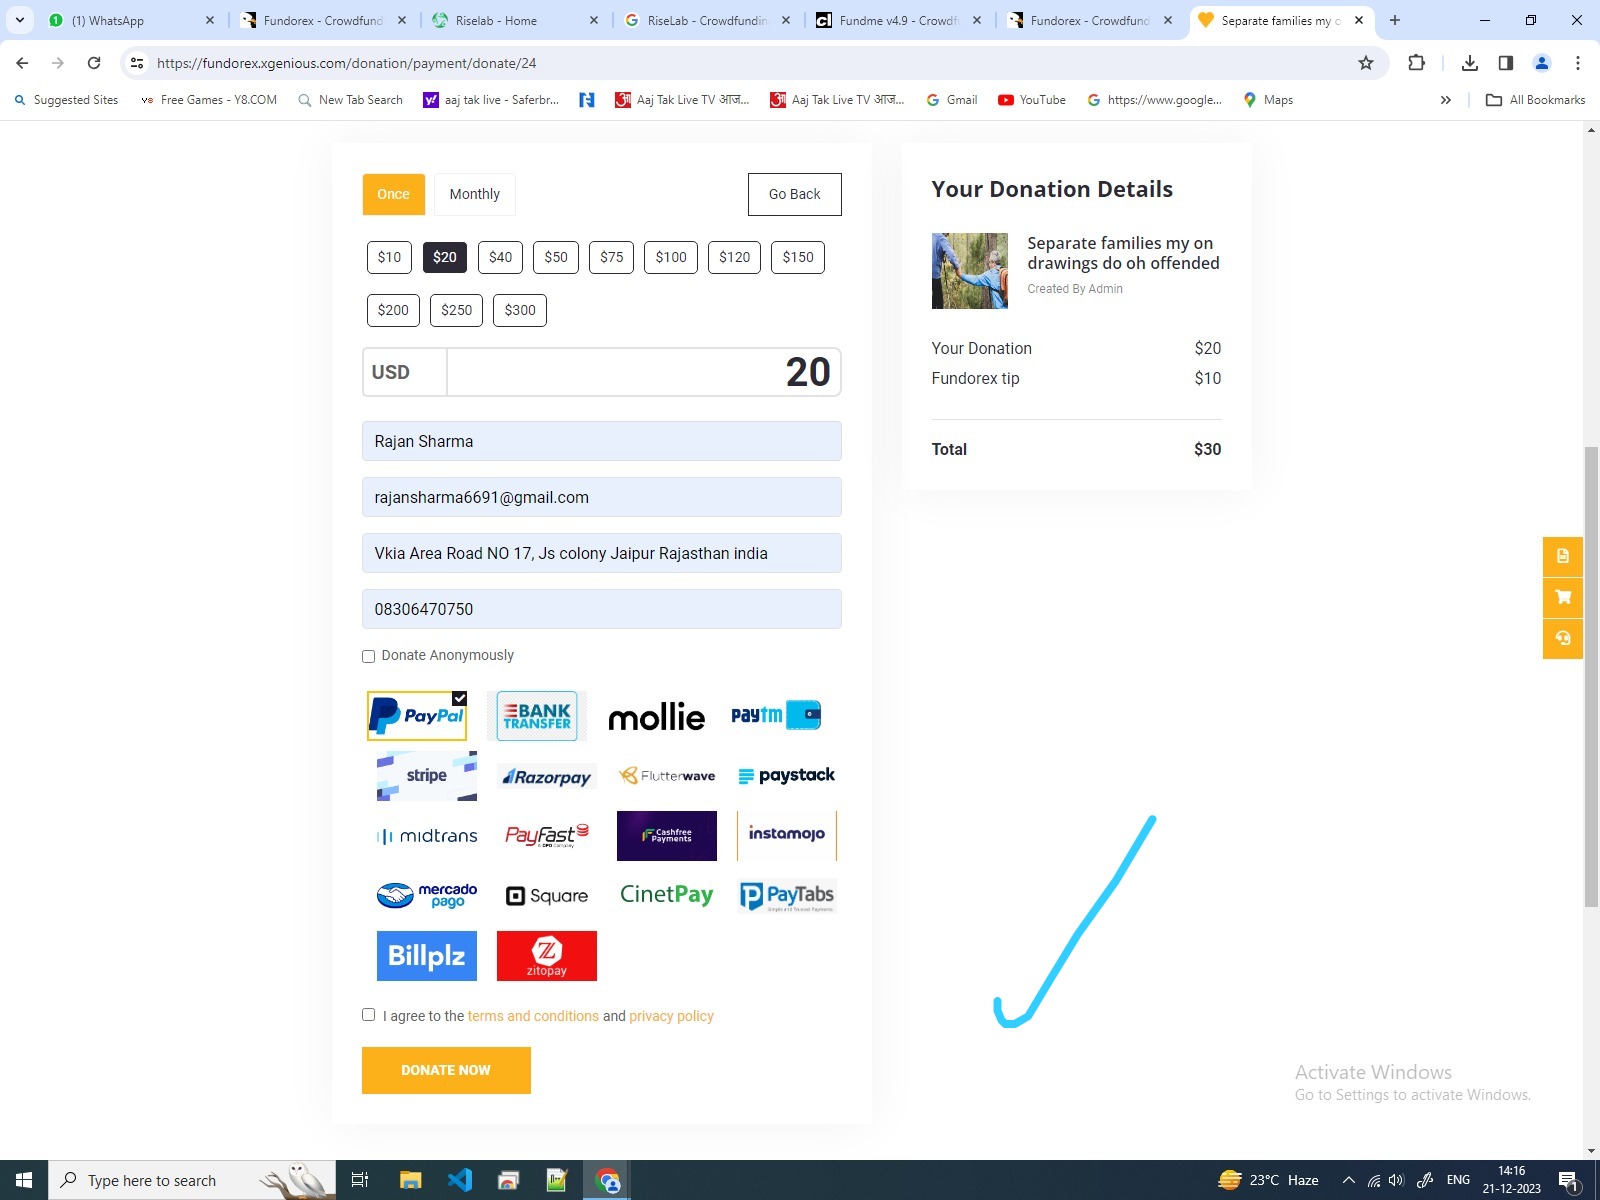 (1) WhatsApp
Fundorex - Crowdfund
Riselab - Home
RiseLab - Crowdfundin
Fundme v4.9 - Crowdf
Fundorex - Crowdfund
Separate families my o
https://fundorex.xgenious.com/donation/payment/donate/24
Suggested Sites
Free Games - Y8.COM
New Tab Search
aaj tak live - Saferbr...
Aaj Tak Live TV आज...
Aaj Tak Live TV आज...
Gmail
YouTube
https://www.google...
Maps
All Bookmarks
Once
Monthly
Go Back
$10 $20 $40 $50 $75 $100 $120 $150
$200 $250 $300
USD 20
Rajan Sharma
rajansharma6691@gmail.com
Vkia Area Road NO 17, Js colony Jaipur Rajasthan india
08306470750
Donate Anonymously
PayPal BANK TRANSFER mollie paytm
stripe Razorpay Flutterwave paystack
midtrans PayFast Cashfree Payments instamojo
mercado pago Square CinetPay PayTabs
Billplz zitopay
I agree to the terms and conditions and privacy policy
DONATE NOW
Your Donation Details
Separate families my on
drawings do oh offended
Created By Admin
Your Donation $20
Fundorex tip $10
Total $30
Activate Windows
Go to Settings to activate Windows.
Type here to search
23°C Haze
ENG
14:16
21-12-2023
1